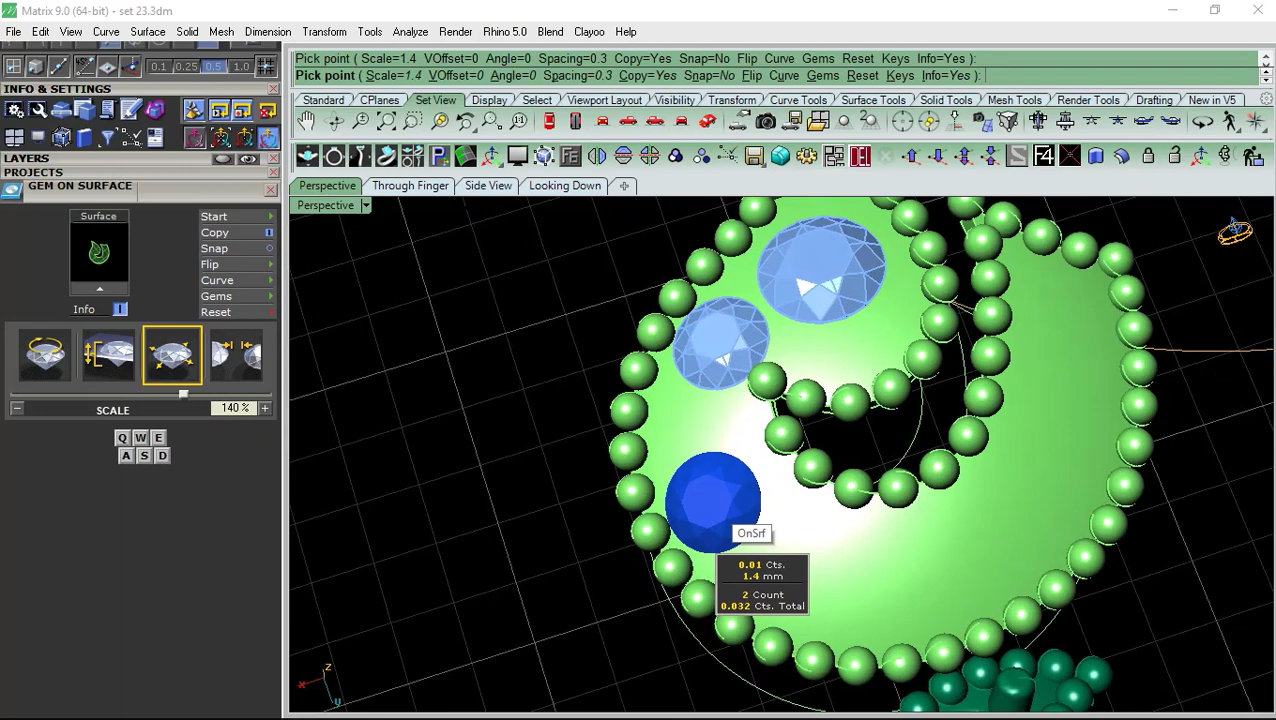 Matrix 9.0 (64-bit) - set 23.3dm
File Edit View Curve Surface Solid Mesh Dimension Transform Tools Analyze Render Rhino 5.0 Blend Clayoo Help
Pick point ( Scale=1.4 VOffset=0 Angle=0 Spacing=0.3 Copy=Yes Snap=No Flip Curve Gems Reset Keys Info=Yes ):
Pick point ( Scale=1.4 VOffset=0 Angle=0 Spacing=0.3 Copy=Yes Snap=No Flip Curve Gems Reset Keys Info=Yes ):
0.1 0.25 0.5 1.0
INFO & SETTINGS
Standard CPlanes Set View Display Select Viewport Layout Visibility Transform Curve Tools Surface Tools Solid Tools Mesh Tools Render Tools Drafting New in V5
LAYERS
PROJECTS
GEM ON SURFACE
Perspective Through Finger Side View Looking Down
Perspective
Surface
Start
Copy
Snap
Flip
Curve
Gems
Info
Reset
SCALE 140 %
Q W E
A S D
OnSrf
0.01 Cts.
1.4 mm
2 Count
0.032 Cts. Total
z
x